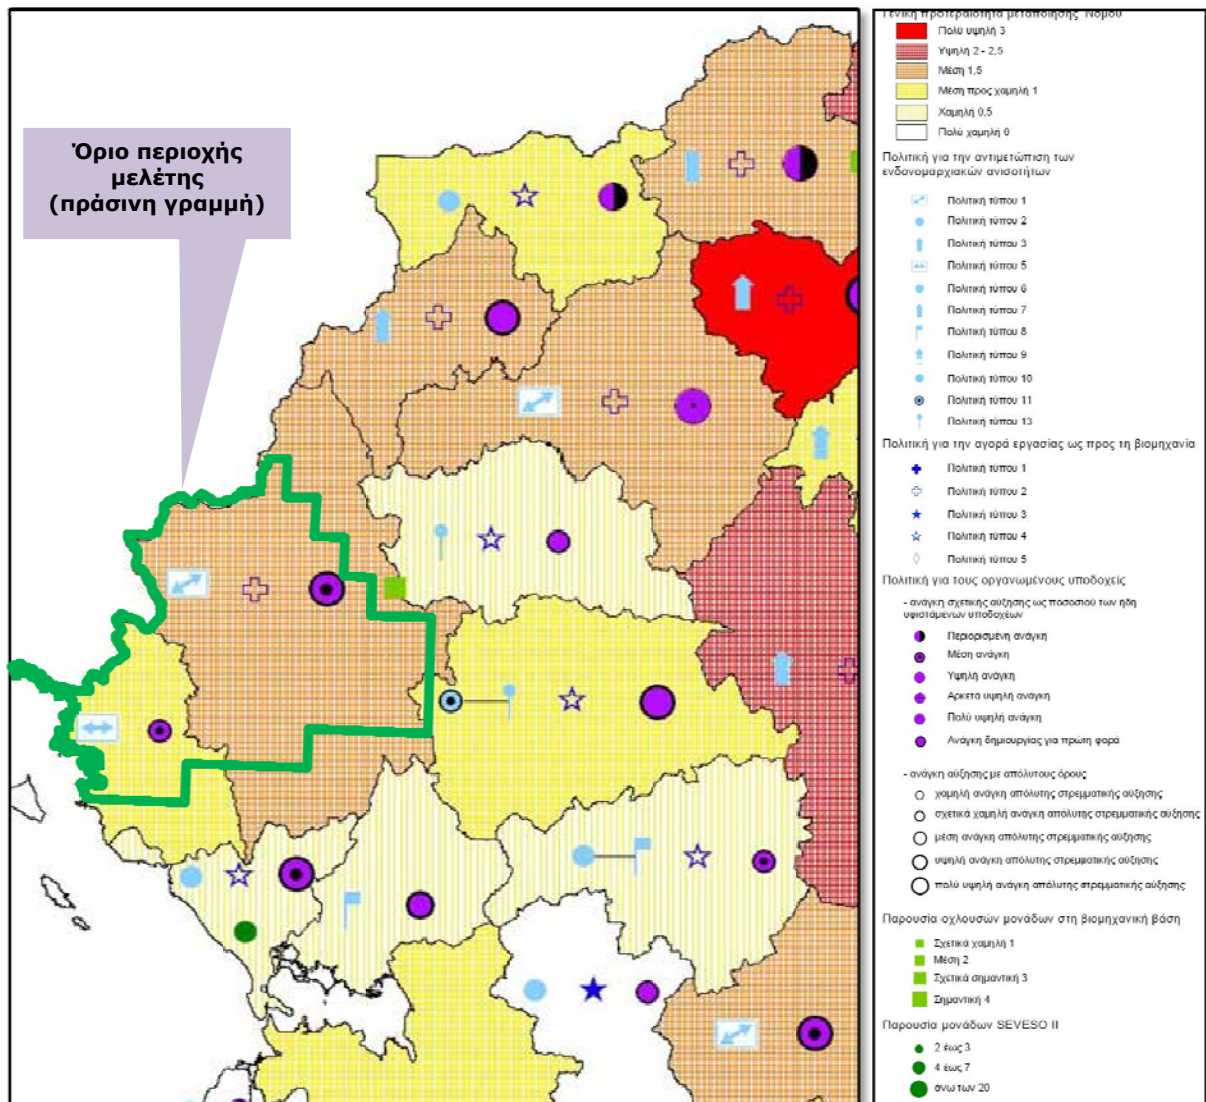 Όριο περιοχής
μελέτης
(πράσινη γραμμή)
Γενική προτεραιότητα μεταποίησης Νομού
Πολύ υψηλή 3
Υψηλή 2 - 2,5
Μέση 1,5
Μέση προς χαμηλή 1
Χαμηλή 0,5
Πολύ χαμηλή 0
Πολιτική για την αντιμετώπιση των
ενδονομαρχιακών ανισοτήτων
Πολιτική τύπου 1
Πολιτική τύπου 2
Πολιτική τύπου 3
Πολιτική τύπου 5
Πολιτική τύπου 6
Πολιτική τύπου 7
Πολιτική τύπου 8
Πολιτική τύπου 9
Πολιτική τύπου 10
Πολιτική τύπου 11
Πολιτική τύπου 13
Πολιτική για την αγορά εργασίας ως προς τη βιομηχανία
Πολιτική τύπου 1
Πολιτική τύπου 2
Πολιτική τύπου 3
Πολιτική τύπου 4
Πολιτική τύπου 5
Πολιτική για τους οργανωμένους υποδοχείς
- ανάγκη σχετικής αύξησης ως ποσοσιού των ήδη
υφιστάμενων υποδοχέων
Περιορισμένη ανάγκη
Μέση ανάγκη
Υψηλή ανάγκη
Αρκετά υψηλή ανάγκη
Πολύ υψηλή ανάγκη
Ανάγκη δημιουργίας για πρώτη φορά
- ανάγκη αύξησης με απόλυτους όρους
χαμηλή ανάγκη απόλυτης στρεμματικής αύξησης
σχετικά χαμηλή ανάγκη απόλυτης στρεμματικής αύξησης
μέση ανάγκη απόλυτης στρεμματικής αύξησης
υψηλή ανάγκη απόλυτης στρεμματικής αύξησης
πολύ υψηλή ανάγκη απόλυτης στρεμματικής αύξησης
Παρουσία οχλουσών μονάδων στη βιομηχανική βάση
Σχετικά χαμηλή 1
Μέση 2
Σχετικά σημαντική 3
Σημαντική 4
Παρουσία μονάδων SEVESO II
2 έως 3
4 έως 7
άνω των 20